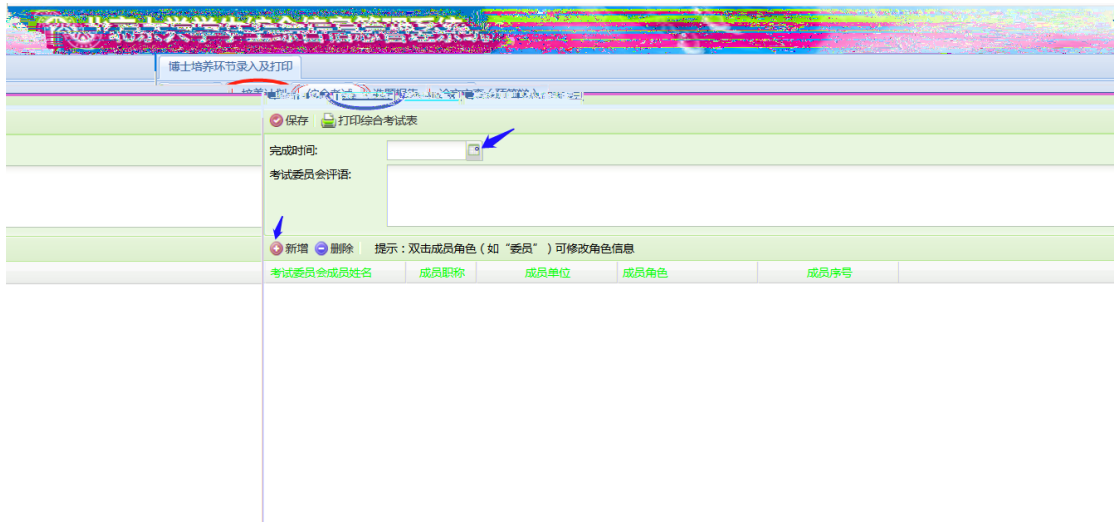 博士培养环节录入及打印
保存 打印综合考试表
完成时间:
考试委员会评语:
新增 删除 提示：双击成员角色（如“委员”）可修改角色信息
考试委员会成员姓名 成员职称 成员单位 成员角色 成员序号